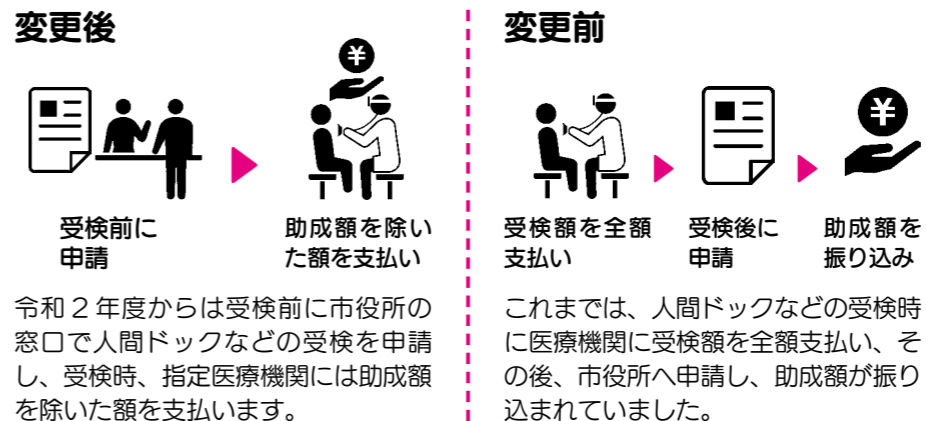 変更後
¥
受検前に
申請
助成額を除い
た額を支払い
令和２年度からは受検前に市役所の
窓口で人間ドックなどの受検を申請
し、受検時、指定医療機関には助成額
を除いた額を支払います。
変更前
¥
受検額を全額
支払い
受検後に
申請
助成額を
振り込み
これまでは、人間ドックなどの受検時
に医療機関に受検額を全額支払い、そ
の後、市役所へ申請し、助成額が振り
込まれていました。